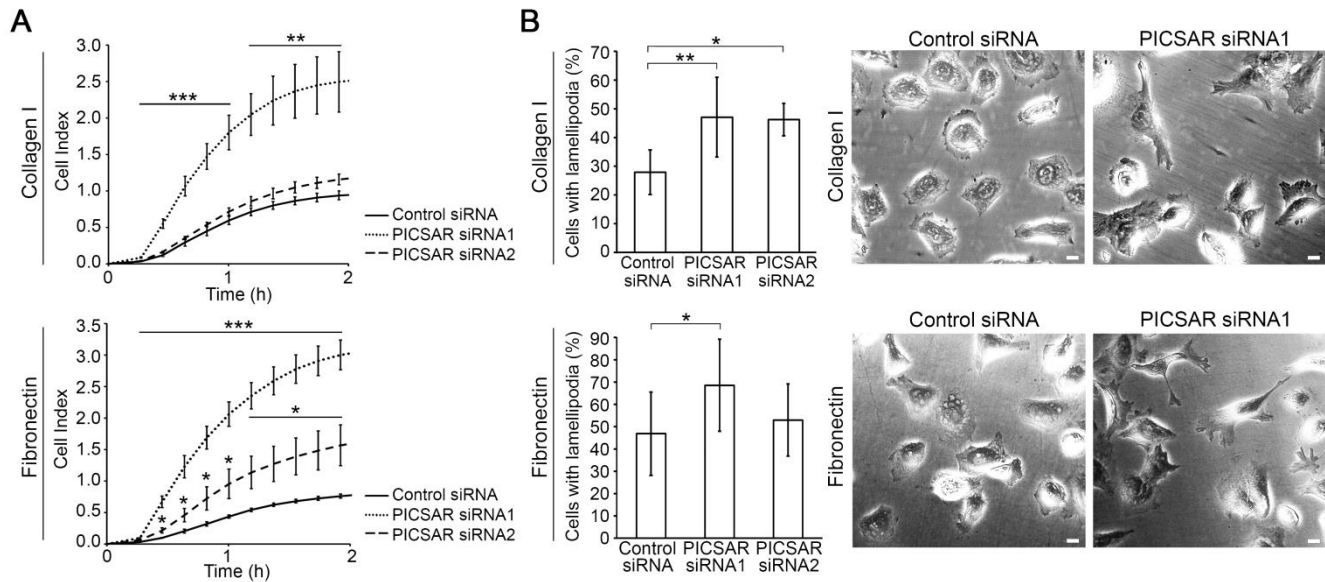 A
Collagen I
Cell Index
3.0
2.5
2.0
1.5
1.0
0.5
0.0
**
***
0
1
2
Time (h)
Control siRNA
PICSAR siRNA1
PICSAR siRNA2
Fibronectin
Cell Index
3.5
3.0
2.5
2.0
1.5
1.0
0.5
0.0
***
*
*
*
*
*
0
1
2
Time (h)
Control siRNA
PICSAR siRNA1
PICSAR siRNA2
B
Collagen I
Cells with lamellipodia (%)
70
60
50
40
30
20
10
0
*
**
Control
siRNA
PICSAR
siRNA1
PICSAR
siRNA2
Control siRNA
PICSAR siRNA1
Collagen I
Fibronectin
Cells with lamellipodia (%)
90
80
70
60
50
40
30
20
10
0
*
Control
siRNA
PICSAR
siRNA1
PICSAR
siRNA2
Control siRNA
PICSAR siRNA1
Fibronectin